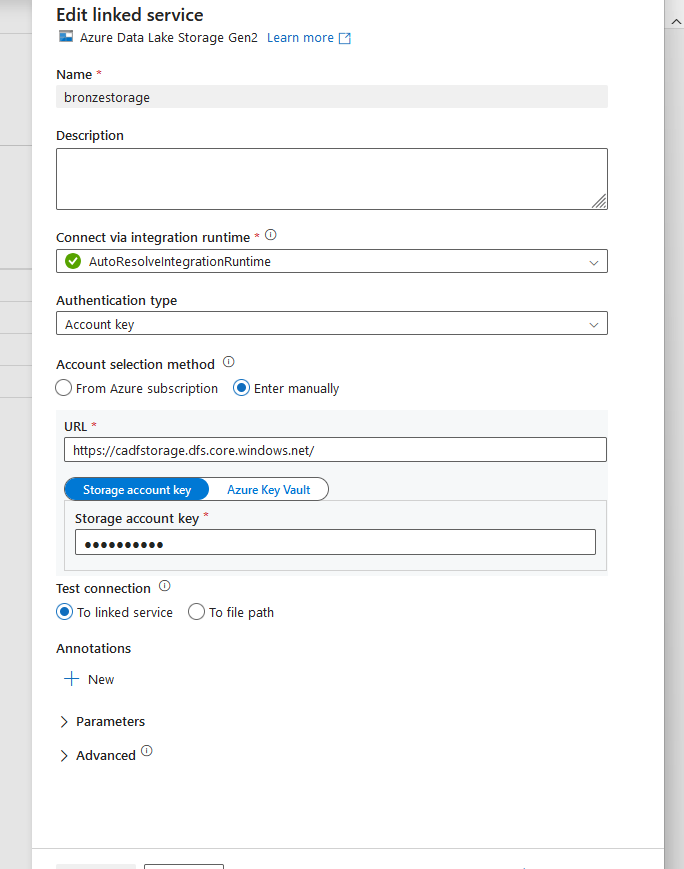 Edit linked service
Azure Data Lake Storage Gen2 Learn more
Name *
bronzestorage
Description
Connect via integration runtime *
AutoResolveIntegrationRuntime
Authentication type
Account key
Account selection method
From Azure subscription Enter manually
URL *
https://cadfstorage.dfs.core.windows.net/
Storage account key Azure Key Vault
Storage account key *
••••••••••
Test connection
To linked service To file path
Annotations
New
Parameters
Advanced